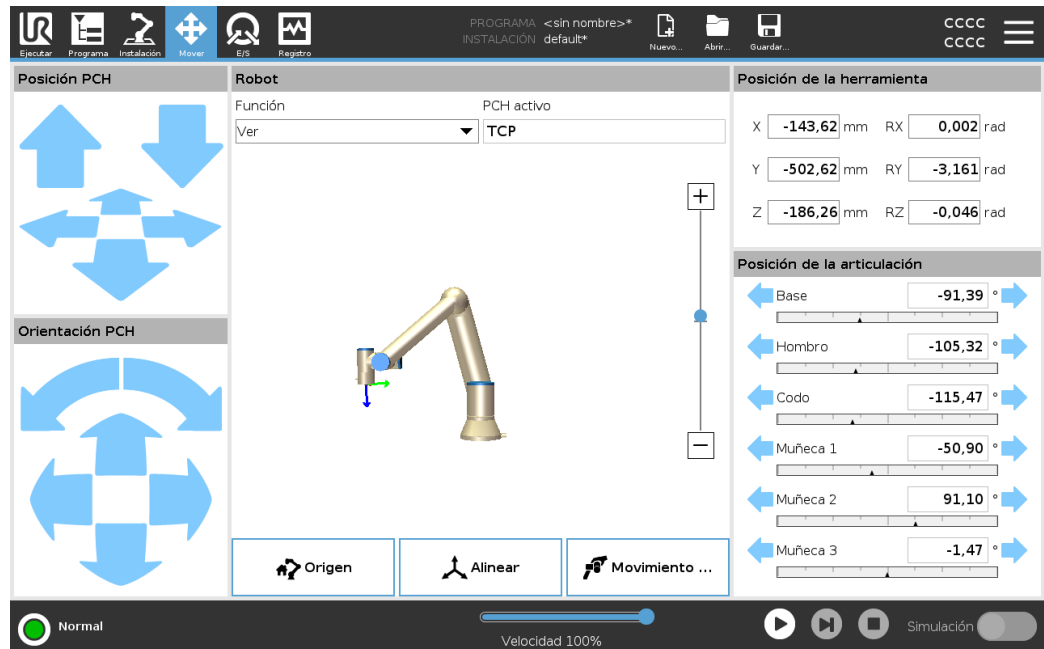 PROGRAMA <sin nombre>*
INSTALACIÓN default*
CCCC
CCCC
Ejecutar Programa Instalación Mover E/S Registro Nuevo... Abrir... Guardar...
Posición PCH
Robot
Posición de la herramienta
Función PCH activo
Ver TCP
X -143,62 mm RX 0,002 rad
Y -502,62 mm RY -3,161 rad
Z -186,26 mm RZ -0,046 rad
Posición de la articulación
Base -91,39 °
Orientación PCH
Hombro -105,32 °
Codo -115,47 °
Muñeca 1 -50,90 °
Muñeca 2 91,10 °
Muñeca 3 -1,47 °
Origen Alinear Movimiento ...
Normal
Velocidad 100%
Simulación